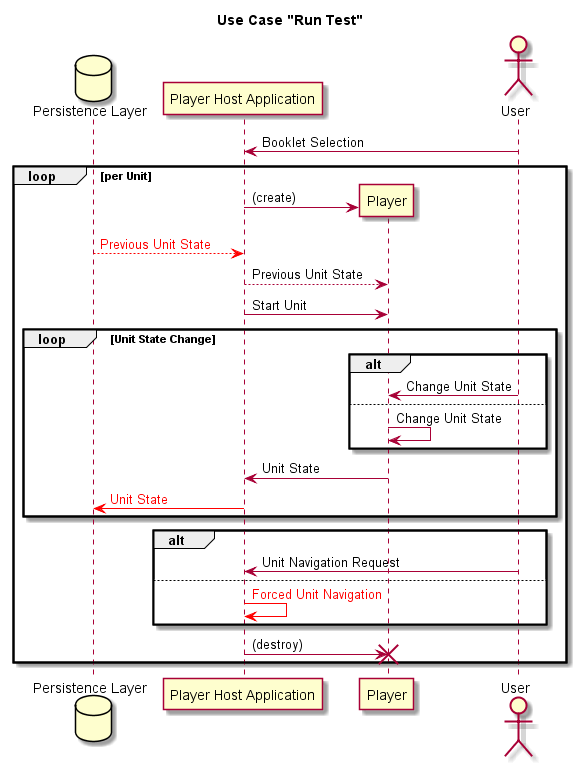 Use Case "Run Test"
Persistence Layer
Player Host Application
User
Booklet Selection
loop [per Unit]
(create)
Player
Previous Unit State
Previous Unit State
Start Unit
loop [Unit State Change]
alt
Change Unit State
Change Unit State
Unit State
Unit State
alt
Unit Navigation Request
Forced Unit Navigation
(destroy)
Persistence Layer
Player Host Application
Player
User